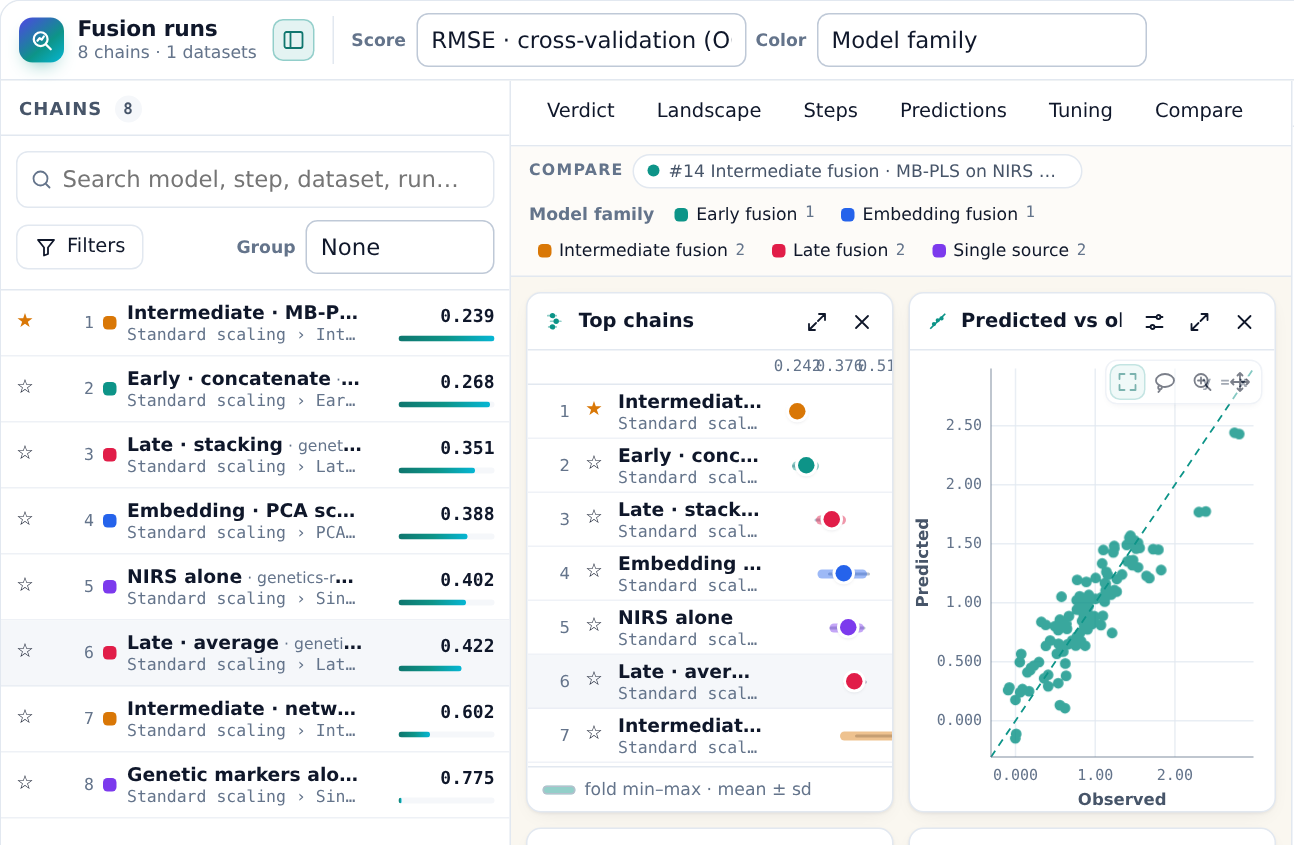 Fusion runs
8 chains · 1 datasets
Score
RMSE · cross-validation (O
Color
Model family
CHAINS 8
Search model, step, dataset, run…
Filters
Group
None
★ 1 Intermediate · MB-P… 0.239
Standard scaling › Int…
☆ 2 Early · concatenate ·… 0.268
Standard scaling › Ear…
☆ 3 Late · stacking · genet… 0.351
Standard scaling › Lat…
☆ 4 Embedding · PCA sc… 0.388
Standard scaling › PCA…
☆ 5 NIRS alone · genetics-r… 0.402
Standard scaling › Sin…
☆ 6 Late · average · geneti… 0.422
Standard scaling › Lat…
☆ 7 Intermediate · netw… 0.602
Standard scaling › Int…
☆ 8 Genetic markers alo… 0.775
Standard scaling › Sin…
Verdict Landscape Steps Predictions Tuning Compare
COMPARE #14 Intermediate fusion · MB-PLS on NIRS …
Model family Early fusion 1 Embedding fusion 1
Intermediate fusion 2 Late fusion 2 Single source 2
Top chains
0.242 0.376 0.51
1 ★ Intermediat…
Standard scal…
2 ☆ Early · conc…
Standard scal…
3 ☆ Late · stack…
Standard scal…
4 ☆ Embedding …
Standard scal…
5 ☆ NIRS alone
Standard scal…
6 ☆ Late · aver…
Standard scal…
7 ☆ Intermediat…
Standard scal…
fold min–max · mean ± sd
Predicted vs ol
2.50
2.00
1.50
1.00
0.500
0.000
Predicted
0.000 1.00 2.00
Observed